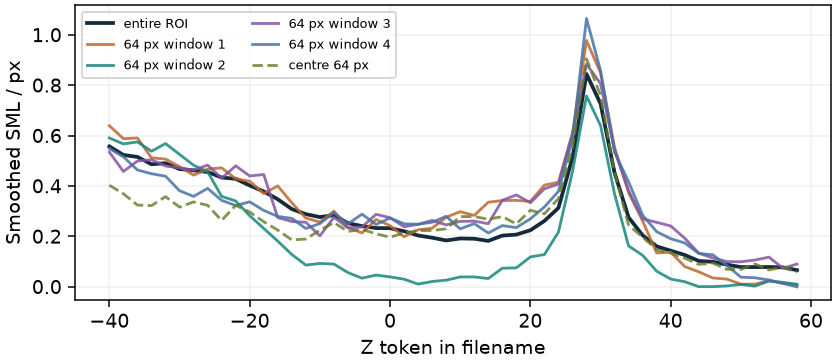 entire ROI
64 px window 1
64 px window 2
64 px window 3
64 px window 4
centre 64 px
Smoothed SML / px
1.0
0.8
0.6
0.4
0.2
0.0
−40
−20
0
20
40
60
Z token in filename